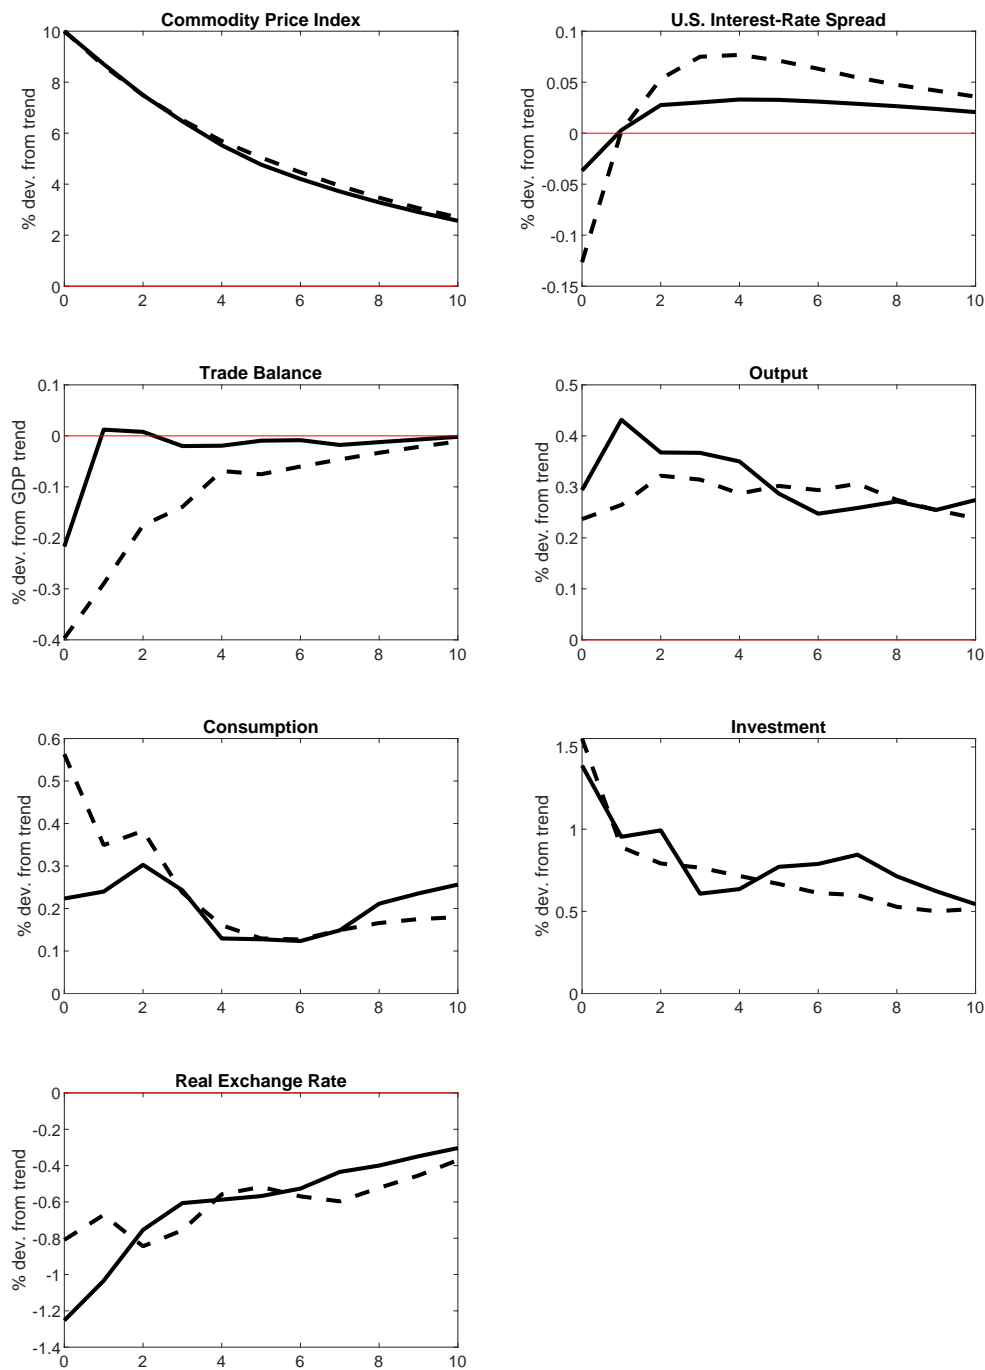 Commodity Price Index
% dev. from trend
10
8
6
4
2
0
0 2 4 6 8 10
U.S. Interest-Rate Spread
% dev. from trend
0.1
0.05
0
-0.05
-0.1
-0.15
0 2 4 6 8 10
Trade Balance
% dev. from GDP trend
0.1
0
-0.1
-0.2
-0.3
-0.4
0 2 4 6 8 10
Output
% dev. from trend
0.5
0.4
0.3
0.2
0.1
0
0 2 4 6 8 10
Consumption
% dev. from trend
0.6
0.5
0.4
0.3
0.2
0.1
0
0 2 4 6 8 10
Investment
% dev. from trend
1.5
1
0.5
0
0 2 4 6 8 10
Real Exchange Rate
% dev. from trend
0
-0.2
-0.4
-0.6
-0.8
-1
-1.2
-1.4
0 2 4 6 8 10